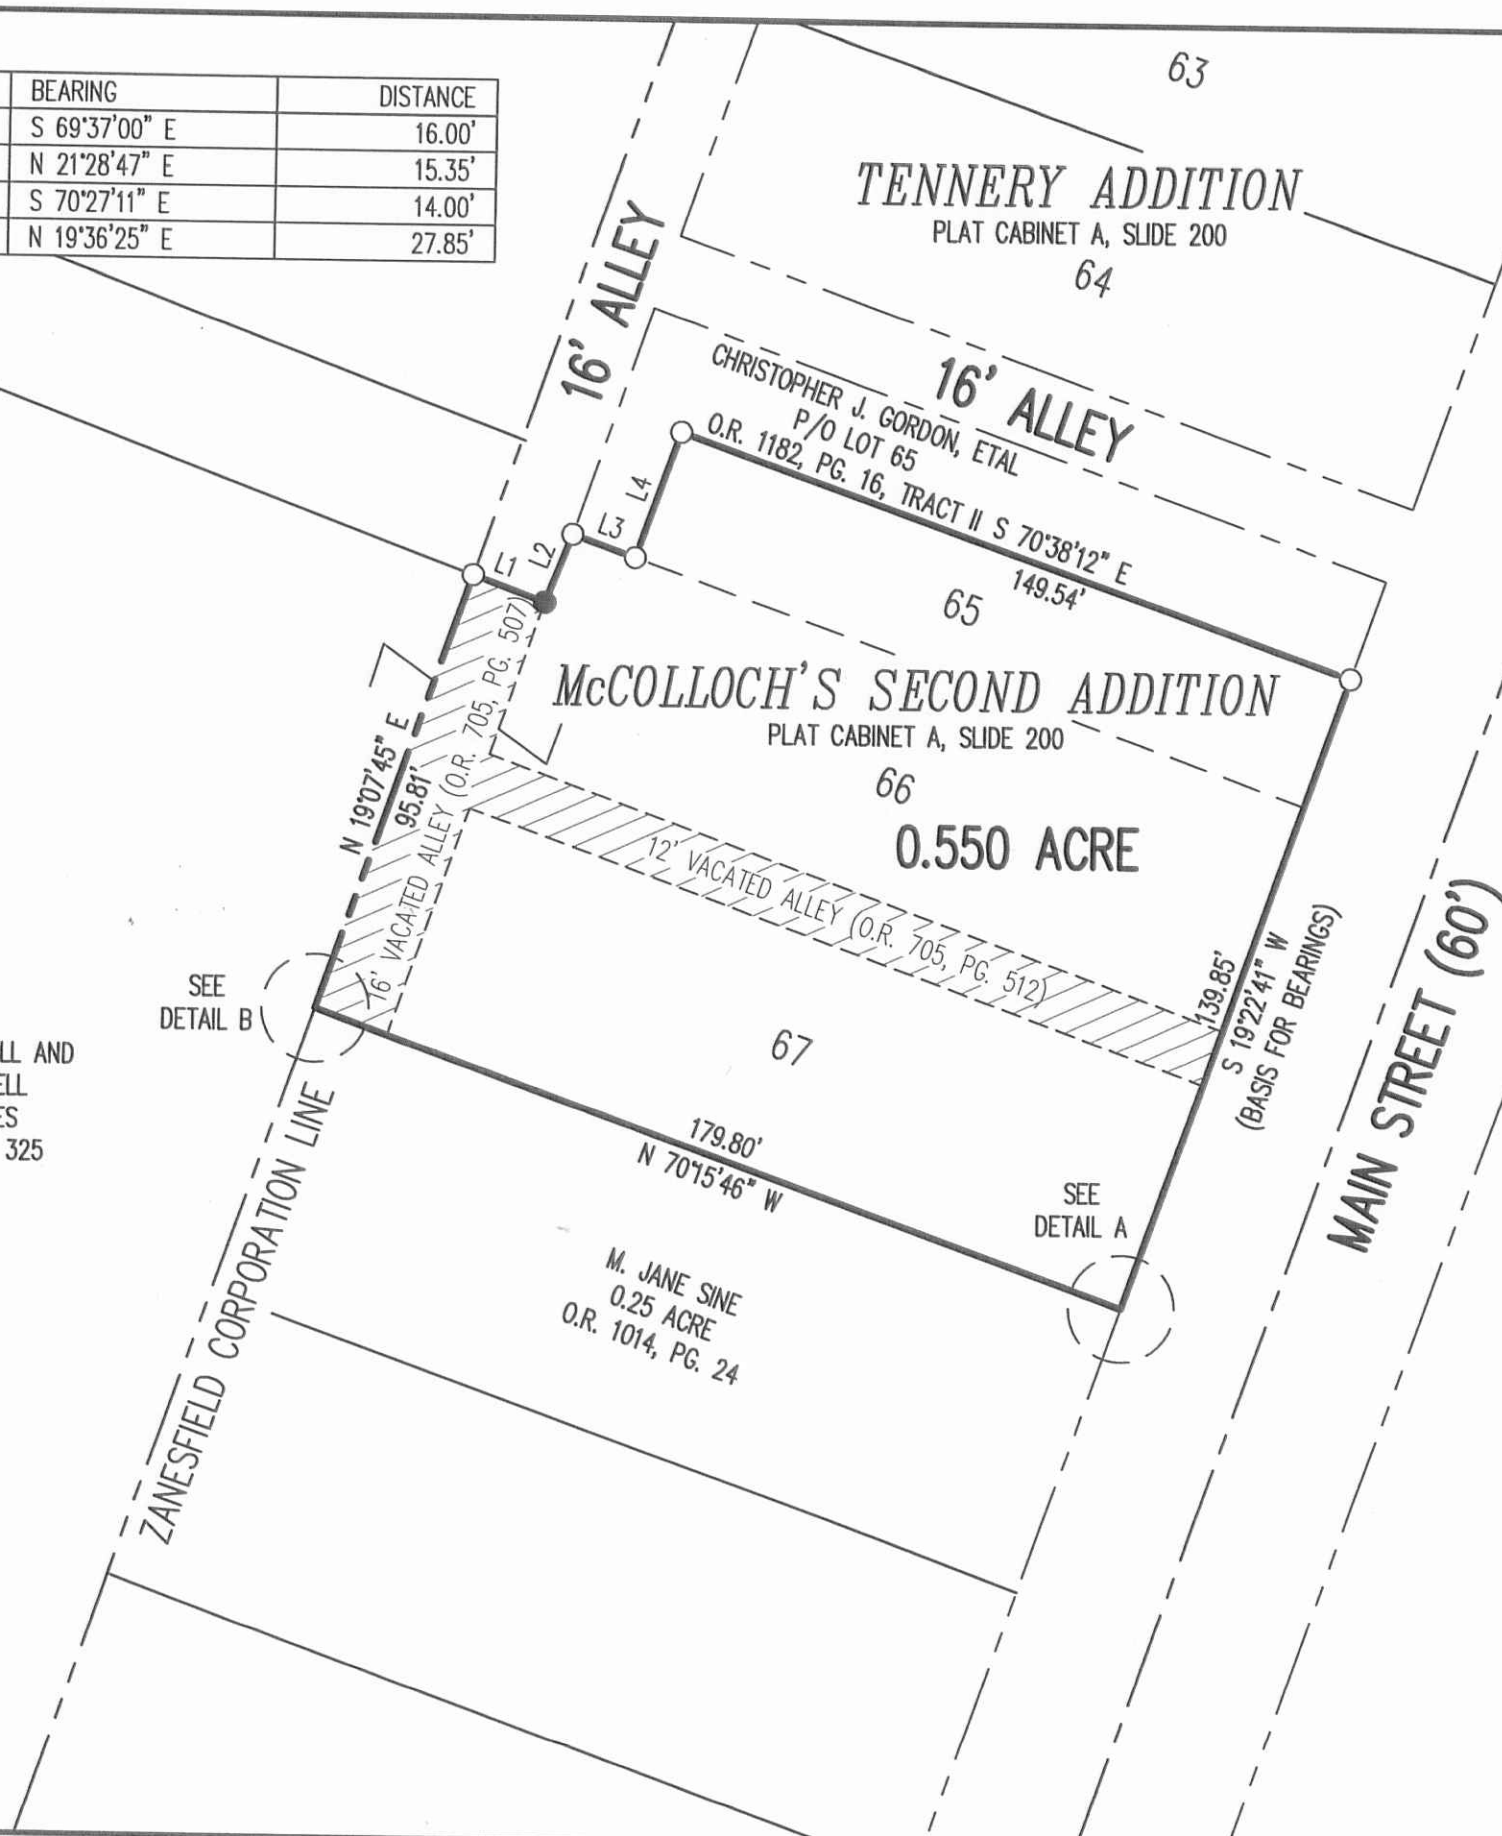 BEARING DISTANCE
S 69°37'00" E 16.00'
N 21°28'47" E 15.35'
S 70°27'11" E 14.00'
N 19°36'25" E 27.85'
63
TENNERY ADDITION
PLAT CABINET A, SLIDE 200
64
16' ALLEY
16' ALLEY
CHRISTOPHER J. GORDON, ETAL
P/O LOT 65
O.R. 1182, PG. 16, TRACT II
S 70°38'12" E
149.54'
L1
L2
L3
L4
65
McCOLLOCH'S SECOND ADDITION
PLAT CABINET A, SLIDE 200
66
0.550 ACRE
N 19°07'45" E
95.81'
16' VACATED ALLEY (O.R. 705, PG. 507)
12' VACATED ALLEY (O.R. 705, PG. 512)
139.85'
S 19°22'41" W
(BASIS FOR BEARINGS)
MAIN STREET (60')
SEE
DETAIL B
67
LL AND
ELL
ES
325
179.80'
N 70°15'46" W
SEE
DETAIL A
M. JANE SINE
0.25 ACRE
O.R. 1014, PG. 24
ZANESFIELD CORPORATION LINE